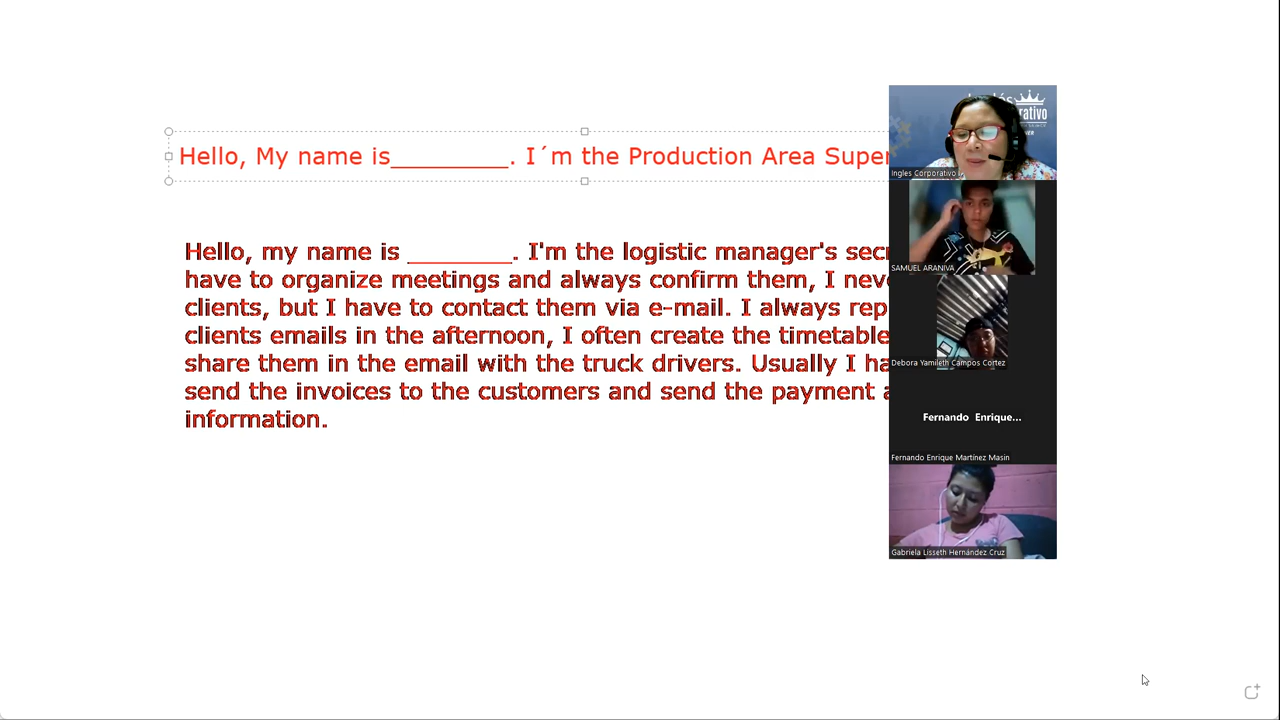 Hello, My name is_________. I´m the Production Area Super
Hello, my name is ________. I'm the logistic manager's
have to organize meetings and always confirm them, I
clients, but I have to contact them via e-mail. I always
clients emails in the afternoon, I often create the timetable
share them in the email with the truck drivers. Usually I
send the invoices to the customers and send the payment
information.
Ingles Corporativo
SAMUEL ARANIVA
Debora Yamileth Campos Cortez
Fernando Enrique...
Fernando Enrique Martínez Masin
Gabriela Lisseth Hernández Cruz